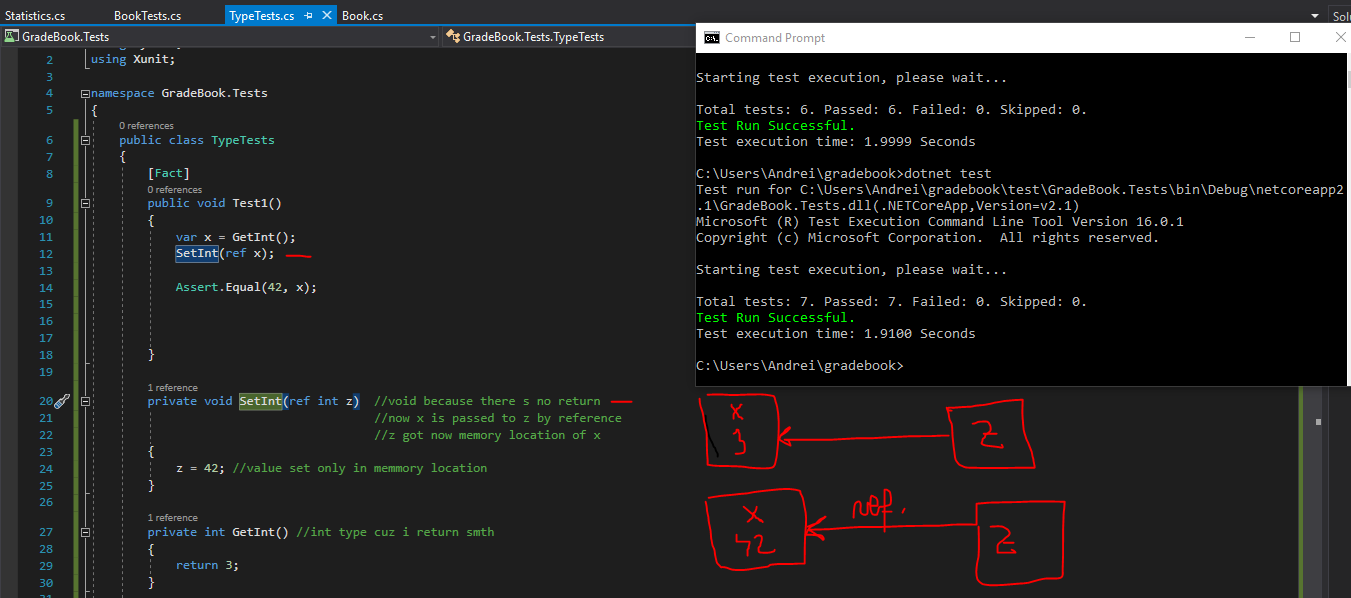 Statistics.cs BookTests.cs TypeTests.cs Book.cs Solu
GradeBook.Tests GradeBook.Tests.TypeTests
2 using Xunit;
3
4 namespace GradeBook.Tests
5 {
0 references
6 public class TypeTests
7 {
8 [Fact]
0 references
9 public void Test1()
10 {
11 var x = GetInt();
12 SetInt(ref x);
13
14 Assert.Equal(42, x);
15
16
17
18 }
19
1 reference
20 private void SetInt(ref int z) //void because there s no return
21 //now x is passed to z by reference
22 //z got now memory location of x
23 {
24 z = 42; //value set only in memmory location
25 }
26
1 reference
27 private int GetInt() //int type cuz i return smth
28 {
29 return 3;
30 }
Command Prompt
Starting test execution, please wait...
Total tests: 6. Passed: 6. Failed: 0. Skipped: 0.
Test Run Successful.
Test execution time: 1.9999 Seconds
C:\Users\Andrei\gradebook>dotnet test
Test run for C:\Users\Andrei\gradebook\test\GradeBook.Tests\bin\Debug\netcoreapp2
.1\GradeBook.Tests.dll(.NETCoreApp,Version=v2.1)
Microsoft (R) Test Execution Command Line Tool Version 16.0.1
Copyright (c) Microsoft Corporation.  All rights reserved.
Starting test execution, please wait...
Total tests: 7. Passed: 7. Failed: 0. Skipped: 0.
Test Run Successful.
Test execution time: 1.9100 Seconds
C:\Users\Andrei\gradebook>
x
3
z
x
42
ref.
z